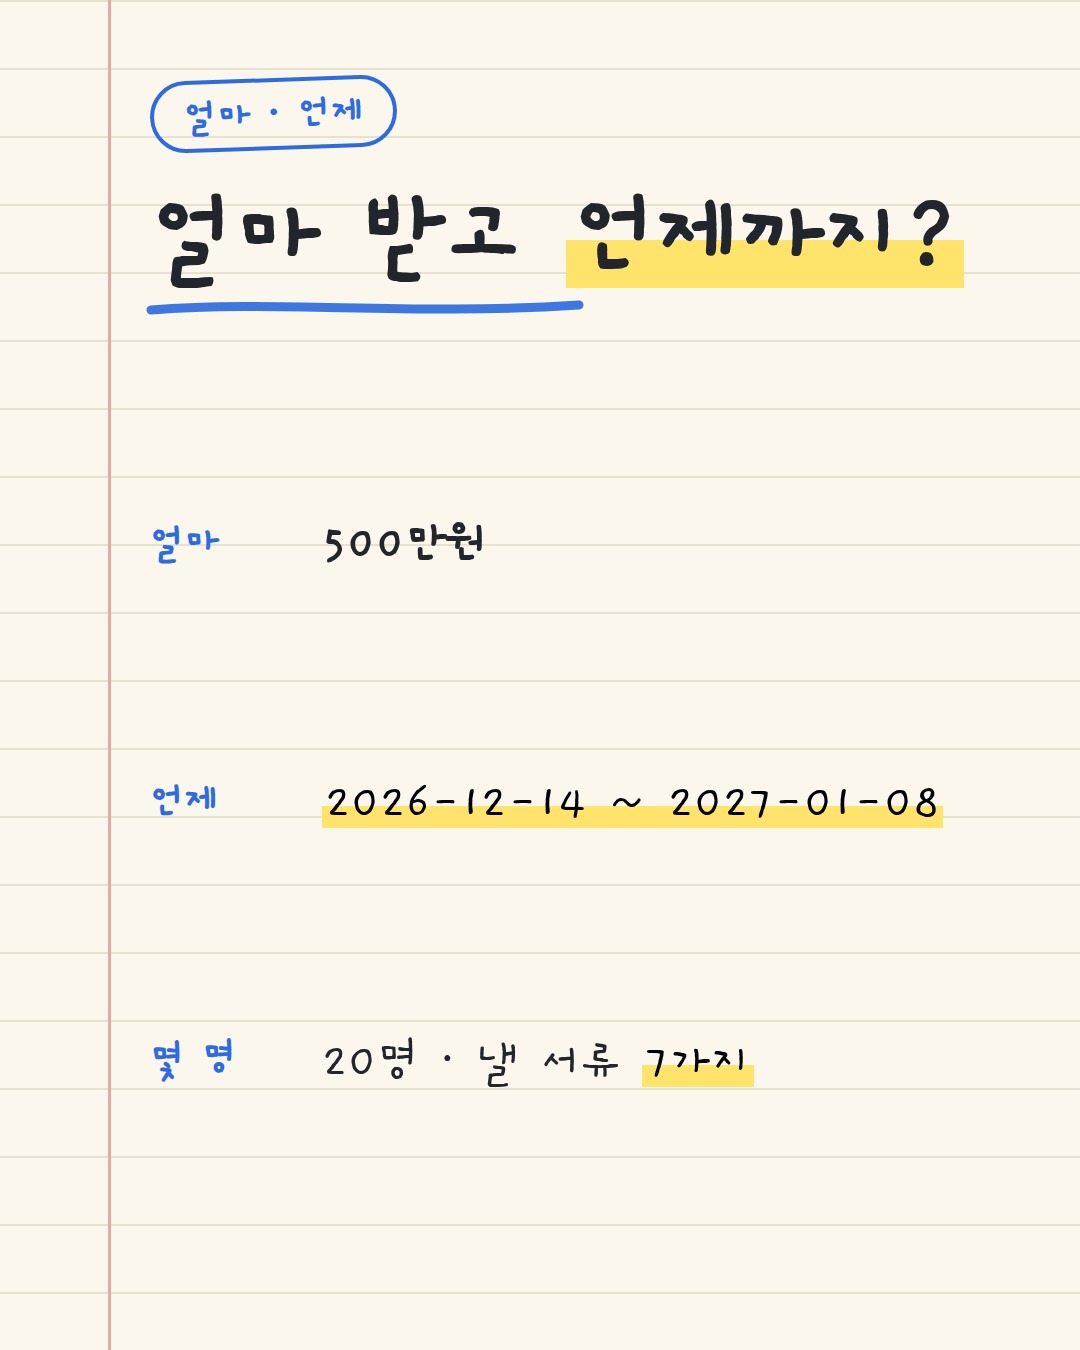 얼마 · 언제
얼마 받고 언제까지?
얼마 500만원
언제 2026-12-14 ~ 2027-01-08
몇 명 20명 · 낼 서류 7가지